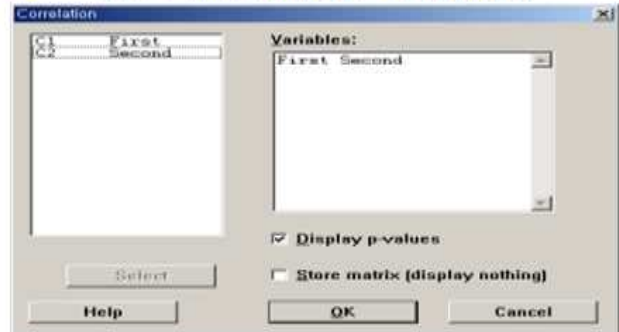 Correlation
C1 First
C2 Second
Variables:
First Second
Display p-values
Select
Store matrix (display nothing)
Help
OK
Cancel